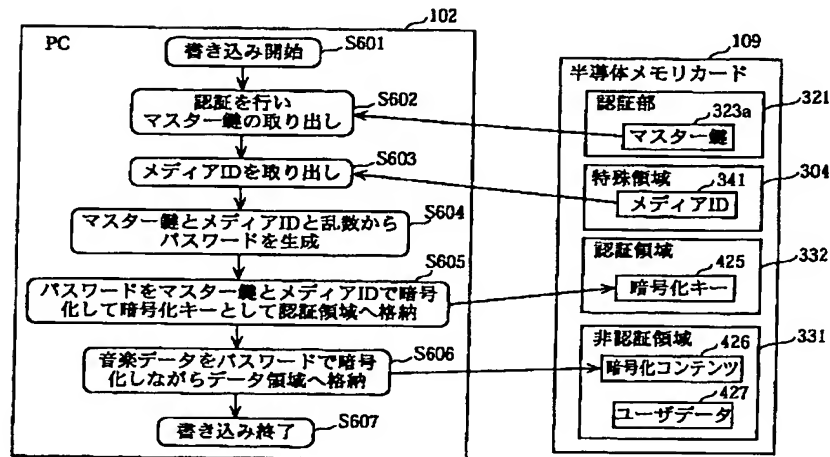 102
PC
書き込み開始
S601
認証を行い
マスター鍵の取り出し
S602
メディアIDを取り出し
S603
マスター鍵とメディアIDと乱数から
パスワードを生成
S604
パスワードをマスター鍵とメディアIDで暗号
化して暗号化キーとして認証領域へ格納
S605
音楽データをパスワードで暗号
化しながらデータ領域へ格納
S606
書き込み終了
S607
109
半導体メモリカード
認証部
321
323a
マスター鍵
特殊領域
304
341
メディアID
認証領域
332
425
暗号化キー
非認証領域
331
426
暗号化コンテンツ
427
ユーザデータ